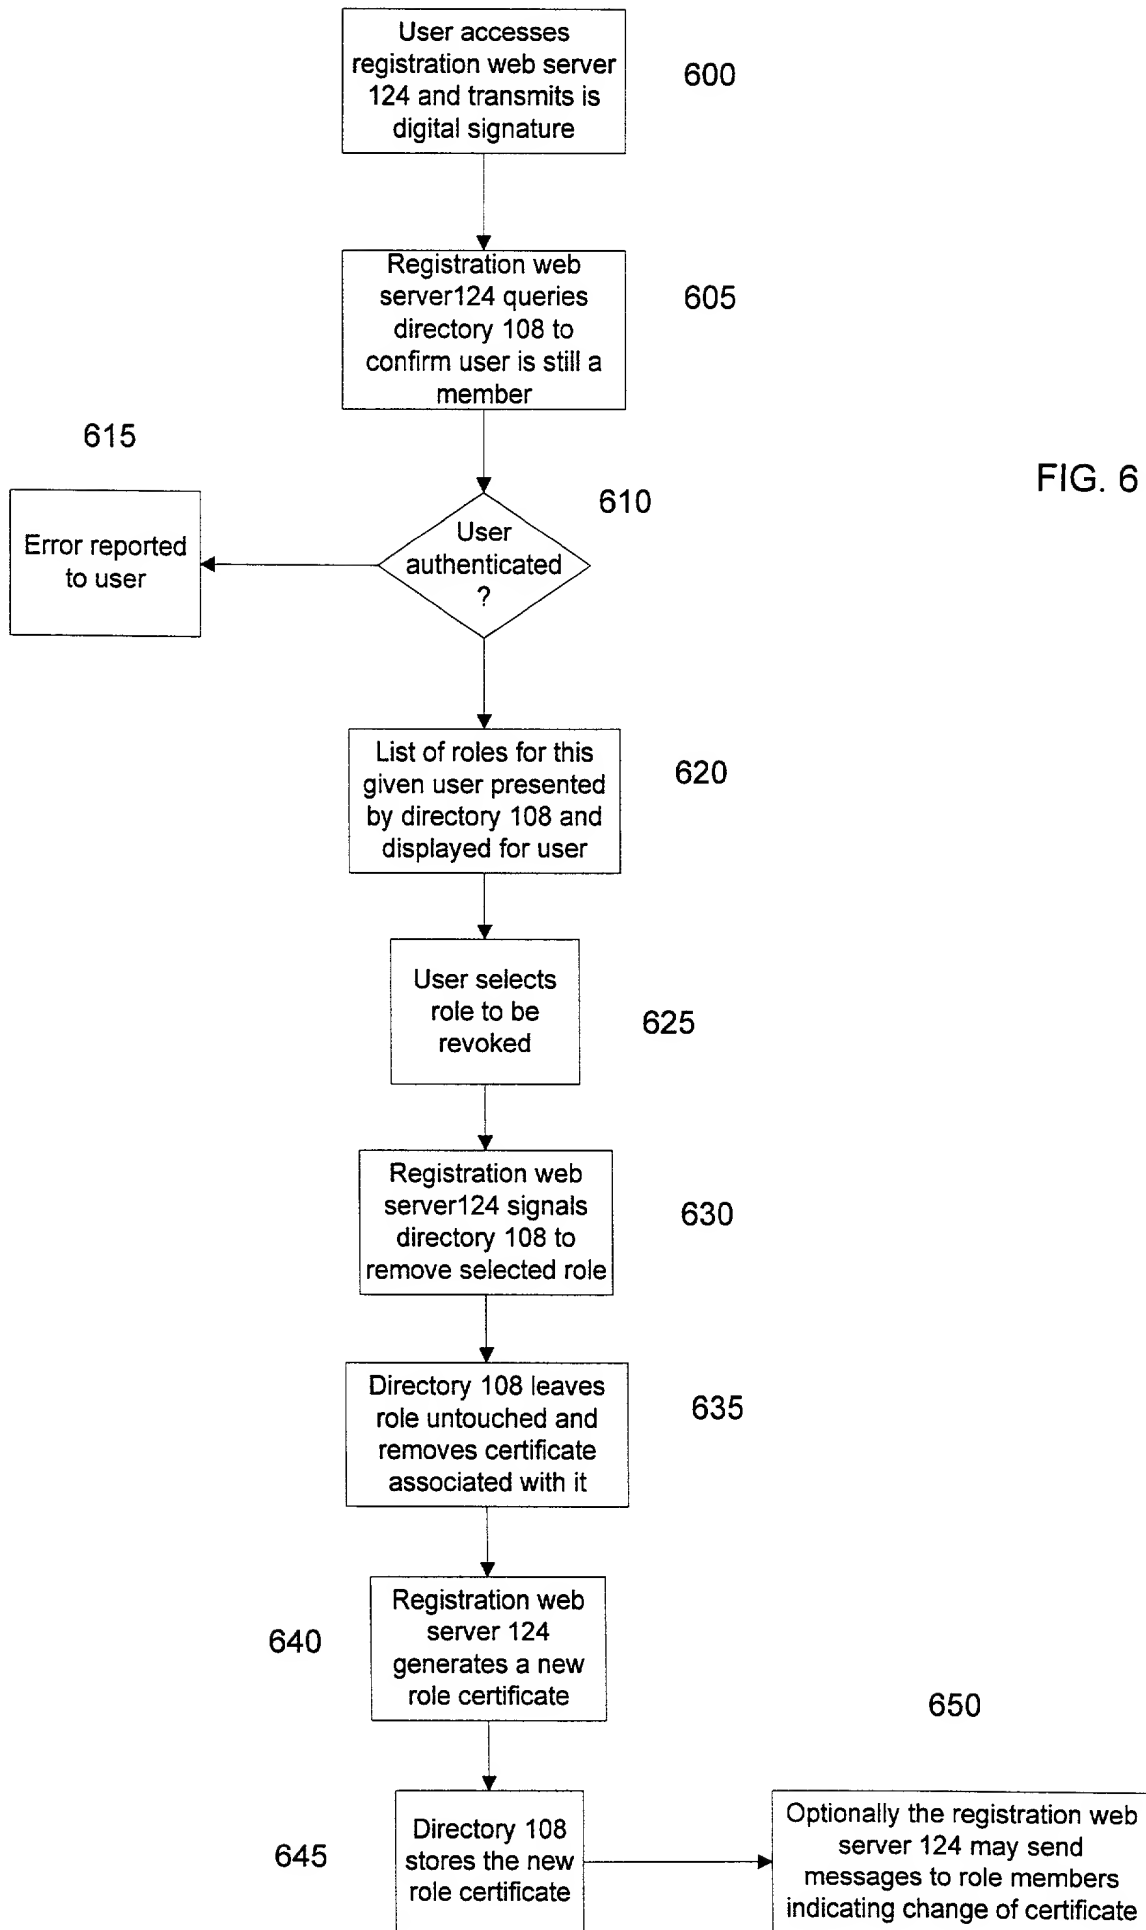 User accesses
registration web server
124 and transmits is
digital signature
600
Registration web
server124 queries
directory 108 to
confirm user is still a
member
605
615
FIG. 6
610
Error reported
to user
User
authenticated
?
List of roles for this
given user presented
by directory 108 and
displayed for user
620
User selects
role to be
revoked
625
Registration web
server124 signals
directory 108 to
remove selected role
630
Directory 108 leaves
role untouched and
removes certificate
associated with it
635
Registration web
server 124
generates a new
role certificate
640
650
Directory 108
stores the new
role certificate
645
Optionally the registration web
server 124 may send
messages to role members
indicating change of certificate